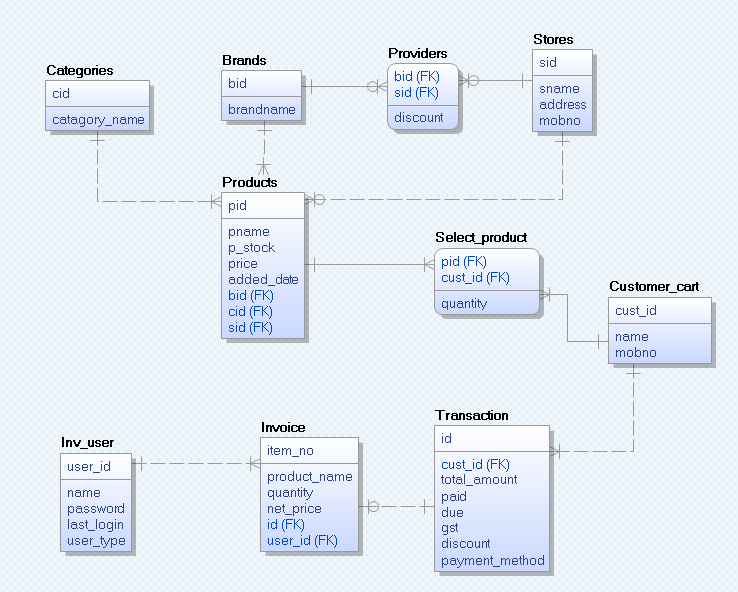 Categories
cid
catagory_name
Brands
bid
brandname
Providers
bid (FK)
sid (FK)
discount
Stores
sid
sname
address
mobno
Products
pid
pname
p_stock
price
added_date
bid (FK)
cid (FK)
sid (FK)
Select_product
pid (FK)
cust_id (FK)
quantity
Customer_cart
cust_id
name
mobno
Inv_user
user_id
name
password
last_login
user_type
Invoice
item_no
product_name
quantity
net_price
id (FK)
user_id (FK)
Transaction
id
cust_id (FK)
total_amount
paid
due
gst
discount
payment_method